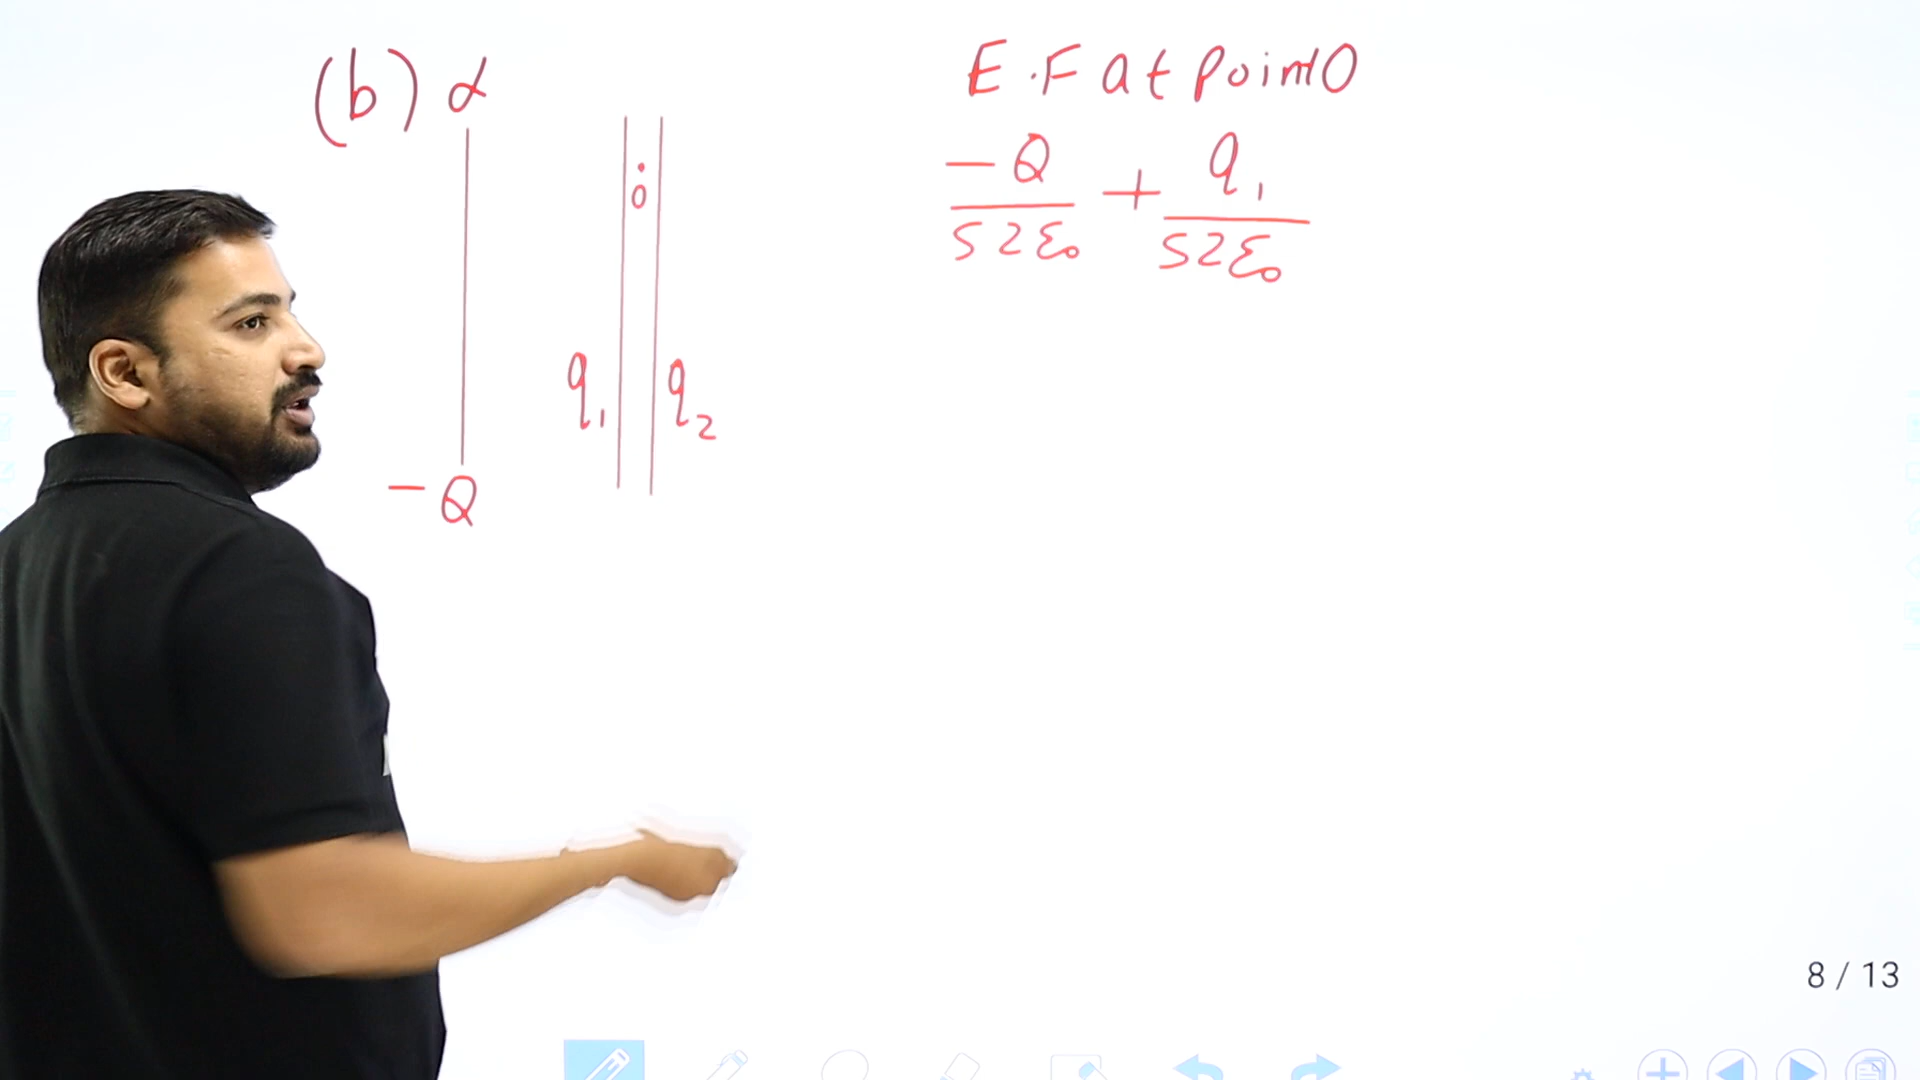 (b) α
E.F at Point O
-Q/S2ε₀ + q₁/S2ε₀
O
q₁ q₂
-Q
8 / 13